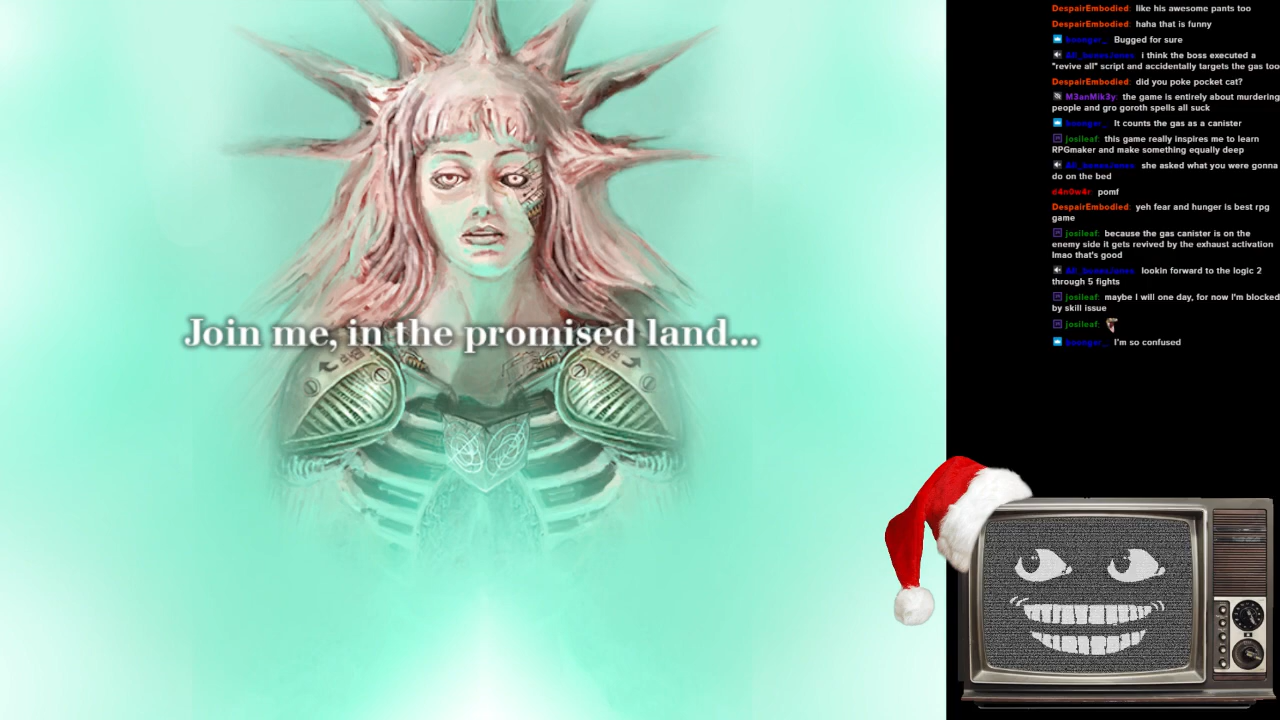 Join me, in the promised land...
DespairEmbodied: like his awesome pants too
DespairEmbodied: haha that is funny
Bugged for sure
i think the boss executed a
"revive all" script and accidentally targets the gas too
DespairEmbodied: did you poke pocket cat?
M3anMik3y: the game is entirely about murdering
people and gro goroth spells all suck
It counts the gas as a canister
josileaf: this game really inspires me to learn
RPGmaker and make something equally deep
she asked what you were gonna
do on the bed
d4n0w4r: pomf
DespairEmbodied: yeh fear and hunger is best rpg
game
josileaf: because the gas canister is on the
enemy side it gets revived by the exhaust activation
lmao that's good
lookin forward to the logic 2
through 5 fights
josileaf: maybe I will one day, for now I'm blocked
by skill issue
josileaf:
I'm so confused